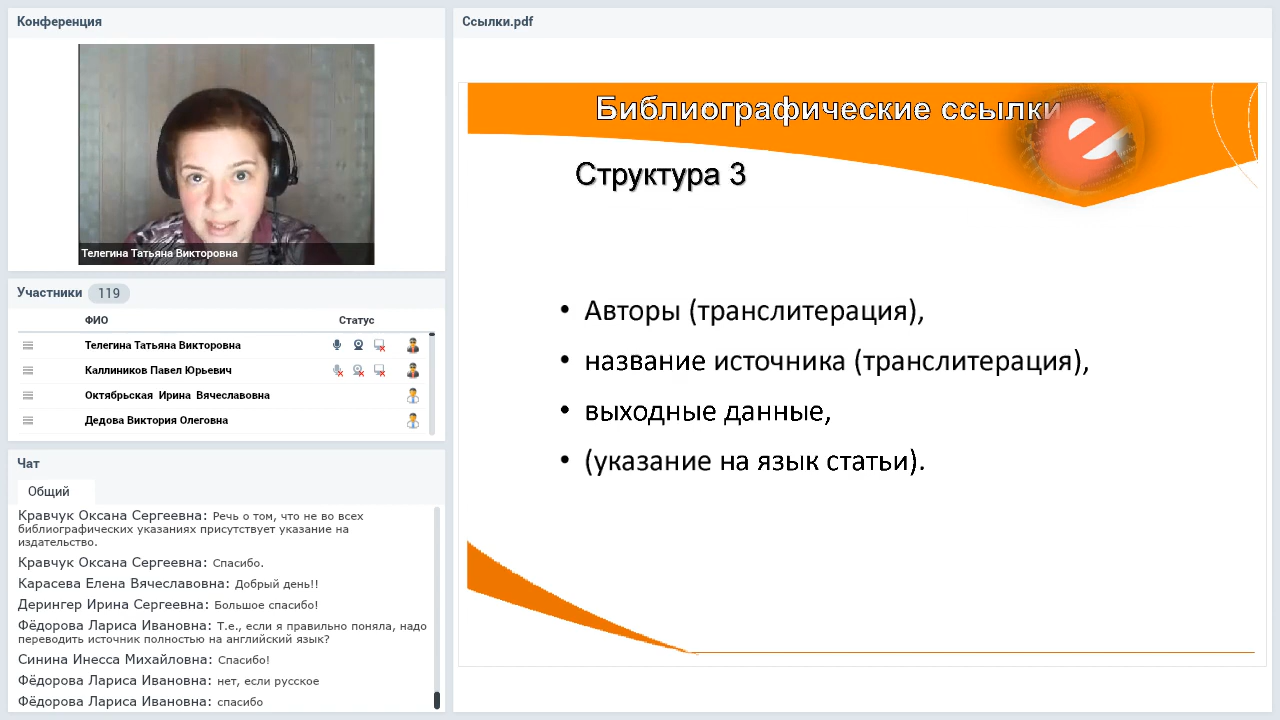 Конференция
Телегина Татьяна Викторовна
Участники 119
ФИО Статус
Телегина Татьяна Викторовна
Каллиников Павел Юрьевич
Октябрьская Ирина Вячеславовна
Дедова Виктория Олеговна
Чат
Общий
Кравчук Оксана Сергеевна: Речь о том, что не во всех
библиографических указаниях присутствует указание на
издательство.
Кравчук Оксана Сергеевна: Спасибо.
Карасева Елена Вячеславовна: Добрый день!!
Дерингер Ирина Сергеевна: Большое спасибо!
Фёдорова Лариса Ивановна: Т.е., если я правильно поняла, надо
переводить источник полностью на английский язык?
Синина Инесса Михайловна: Спасибо!
Фёдорова Лариса Ивановна: нет, если русское
Фёдорова Лариса Ивановна: спасибо
Ссылки.pdf
Библиографические ссылки
Структура 3
• Авторы (транслитерация),
• название источника (транслитерация),
• выходные данные,
• (указание на язык статьи).